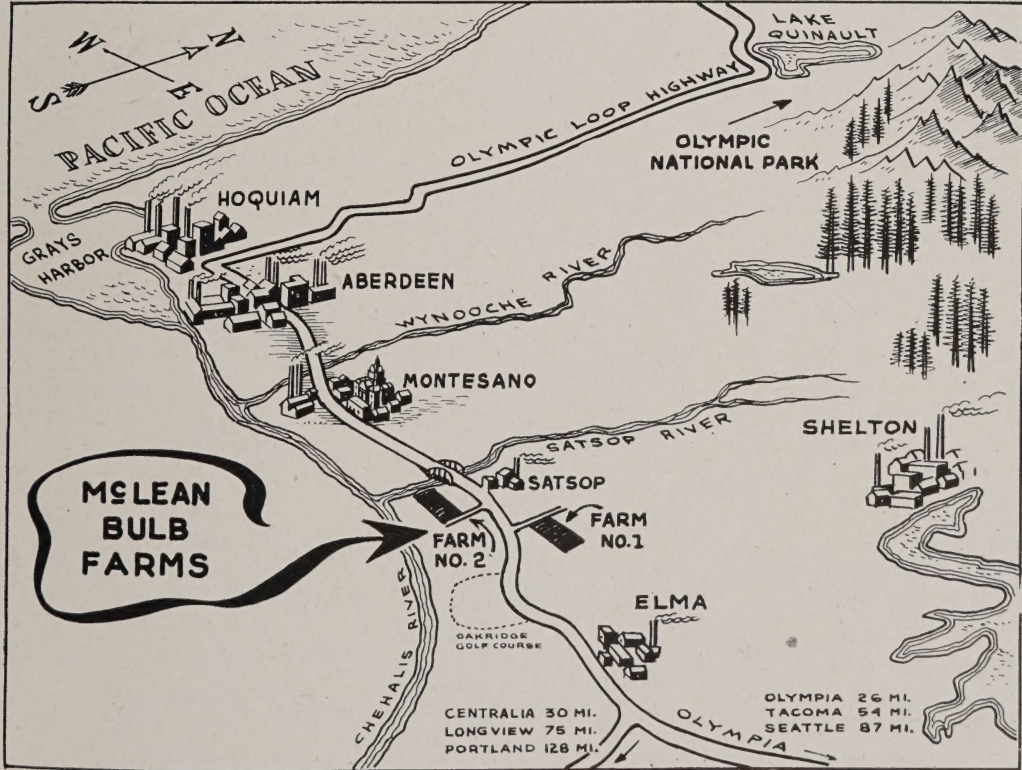 W
N
S
E
PACIFIC OCEAN
LAKE
QUINAULT
OLYMPIC LOOP HIGHWAY
OLYMPIC
NATIONAL PARK
HOQUIAM
GRAYS
HARBOR
ABERDEEN
WYNOOCHE RIVER
MONTESANO
SATSOP RIVER
SHELTON
SATSOP
McLEAN
BULB
FARMS
FARM
NO. 2
FARM
NO. 1
ELMA
OAKRIDGE
GOLF COURSE
CHEHALIS RIVER
CENTRALIA 30 MI.
LONGVIEW 75 MI.
PORTLAND 128 MI.
OLYMPIA
OLYMPIA 26 MI.
TACOMA 54 MI.
SEATTLE 87 MI.